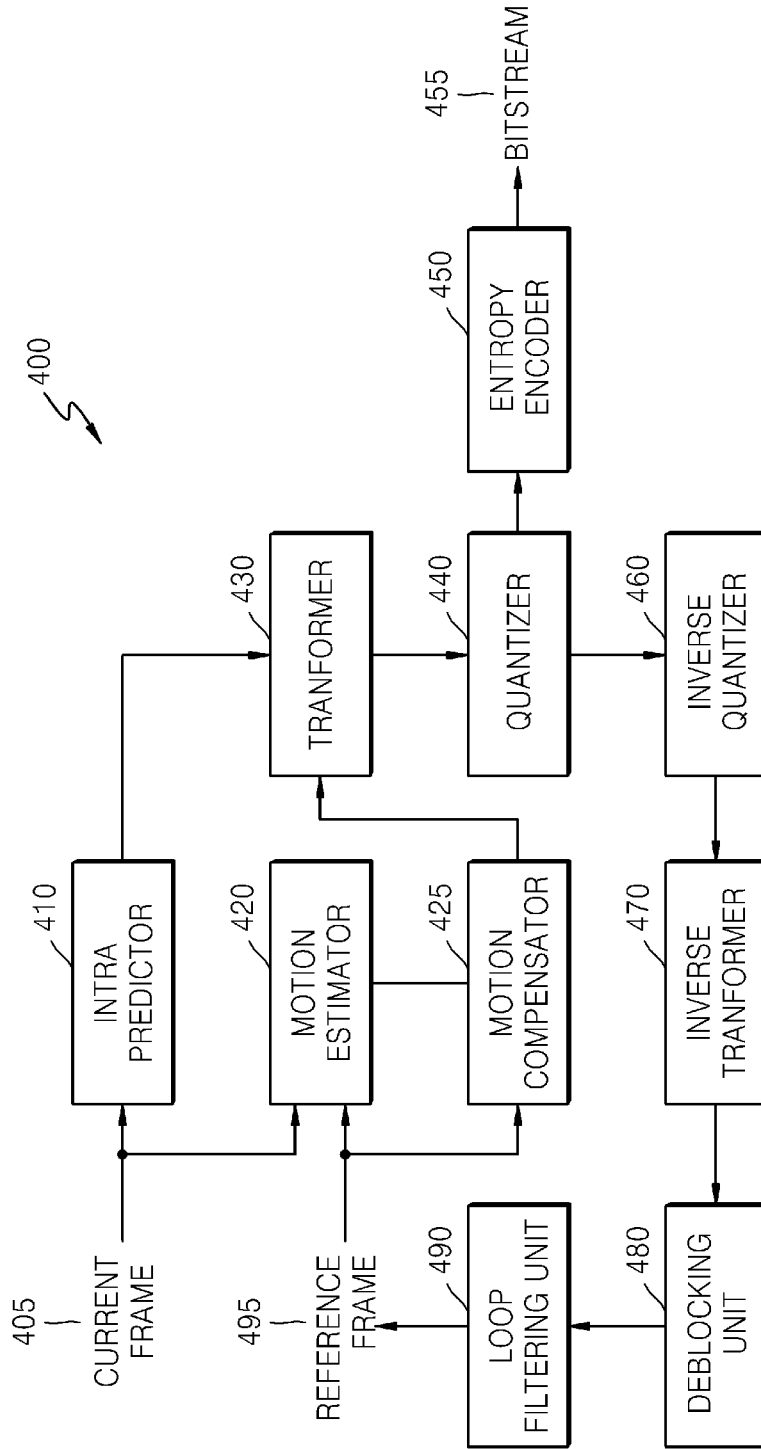 400
405
CURRENT
FRAME
410
INTRA
PREDICTOR
495
REFERENCE
FRAME
420
MOTION
ESTIMATOR
430
TRANFORMER
490
LOOP
FILTERING UNIT
425
MOTION
COMPENSATOR
440
QUANTIZER
450
ENTROPY
ENCODER
455
BITSTREAM
480
DEBLOCKING
UNIT
470
INVERSE
TRANFORMER
460
INVERSE
QUANTIZER